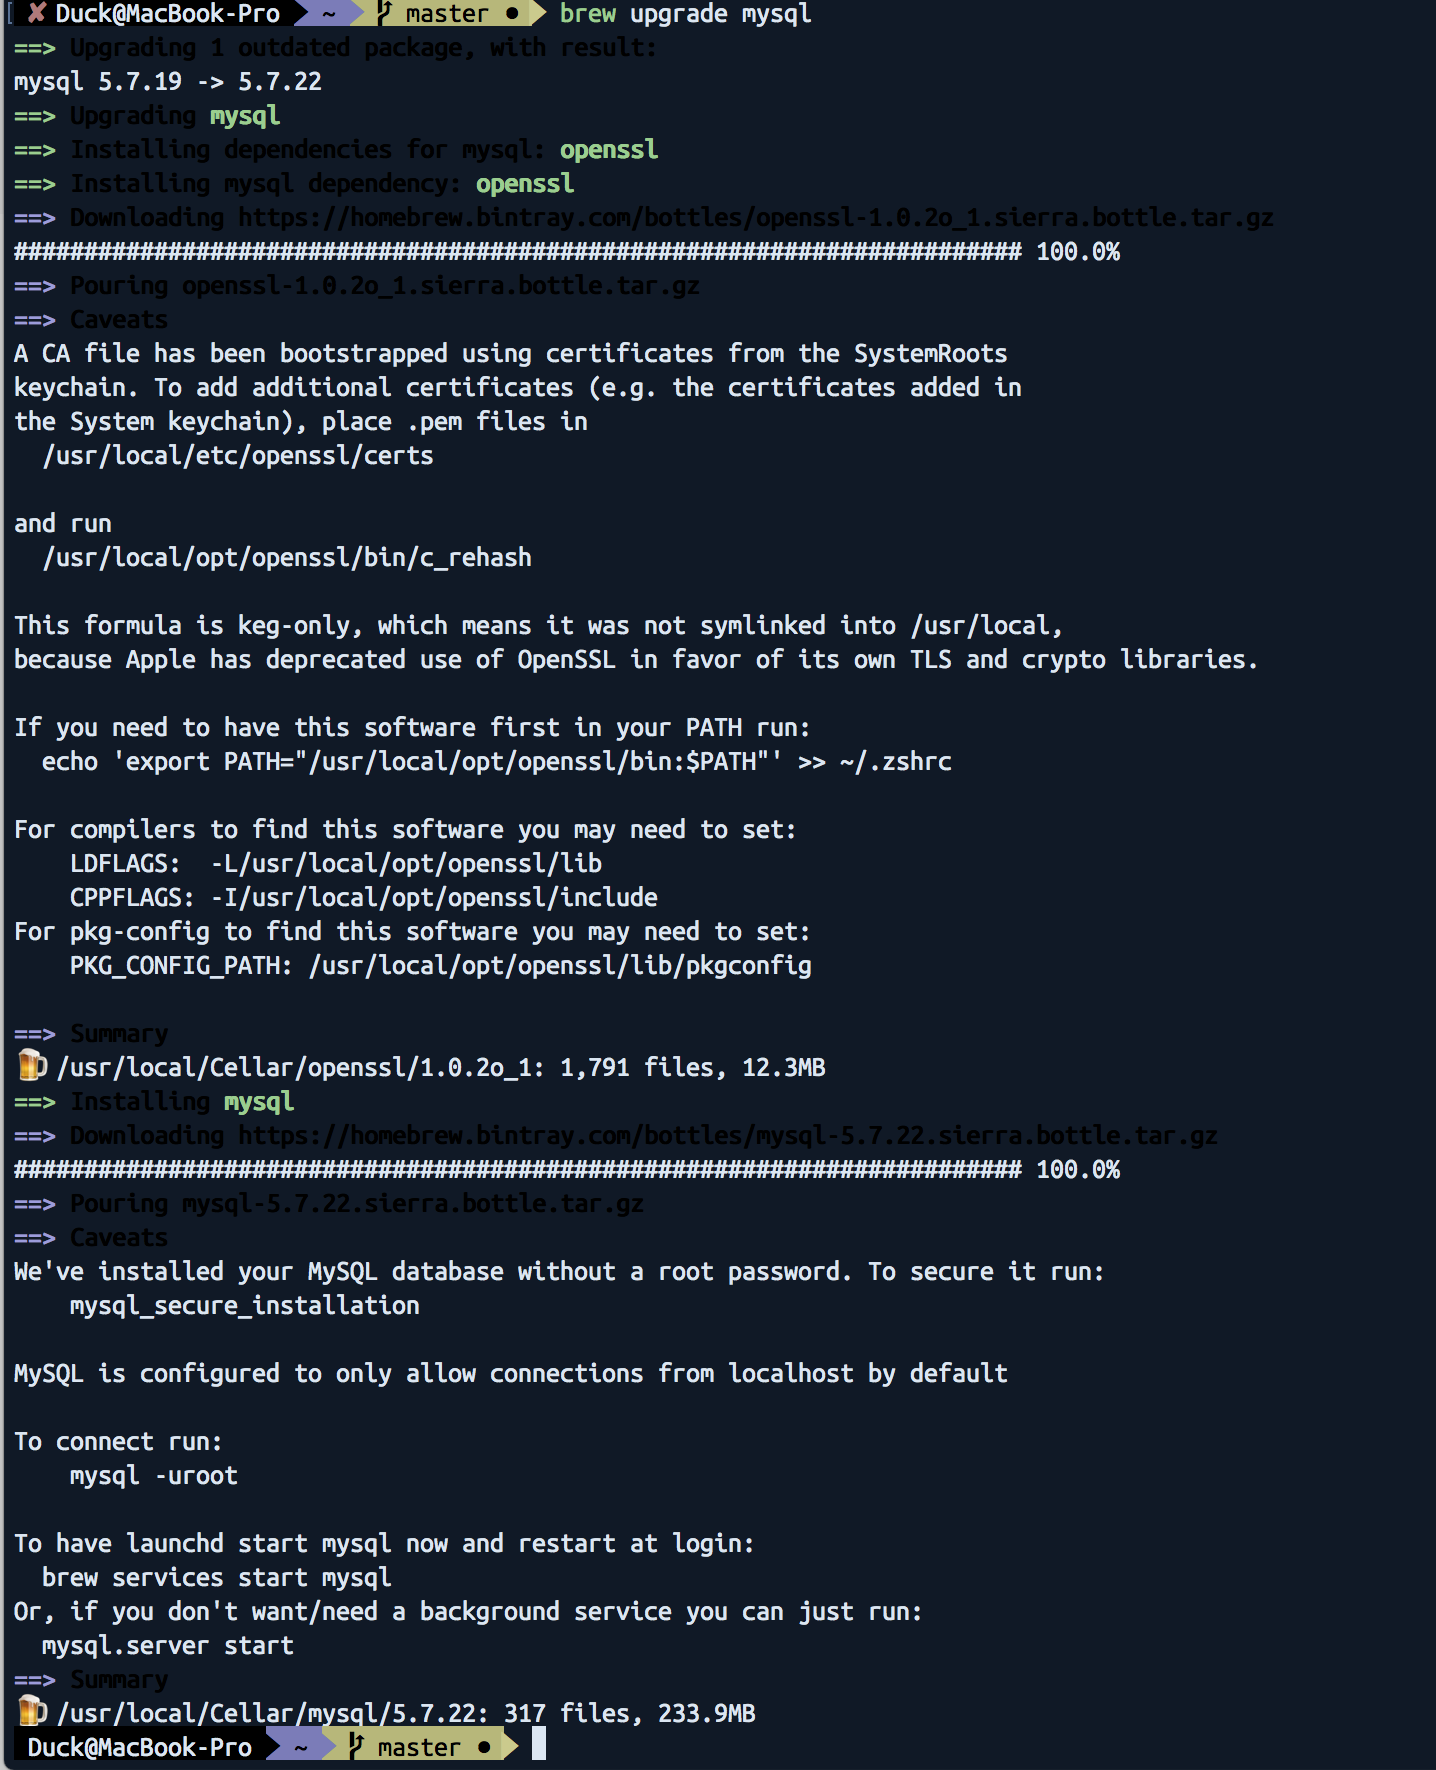 ✘ Duck@MacBook-Pro ~ master ● brew upgrade mysql
==> Upgrading 1 outdated package, with result:
mysql 5.7.19 -> 5.7.22
==> Upgrading mysql
==> Installing dependencies for mysql: openssl
==> Installing mysql dependency: openssl
==> Downloading https://homebrew.bintray.com/bottles/openssl-1.0.2o_1.sierra.bottle.tar.gz
######################################################################## 100.0%
==> Pouring openssl-1.0.2o_1.sierra.bottle.tar.gz
==> Caveats
A CA file has been bootstrapped using certificates from the SystemRoots
keychain. To add additional certificates (e.g. the certificates added in
the System keychain), place .pem files in
  /usr/local/etc/openssl/certs

and run
  /usr/local/opt/openssl/bin/c_rehash

This formula is keg-only, which means it was not symlinked into /usr/local,
because Apple has deprecated use of OpenSSL in favor of its own TLS and crypto libraries.

If you need to have this software first in your PATH run:
  echo 'export PATH="/usr/local/opt/openssl/bin:$PATH"' >> ~/.zshrc

For compilers to find this software you may need to set:
    LDFLAGS:  -L/usr/local/opt/openssl/lib
    CPPFLAGS: -I/usr/local/opt/openssl/include
For pkg-config to find this software you may need to set:
    PKG_CONFIG_PATH: /usr/local/opt/openssl/lib/pkgconfig

==> Summary
🍺 /usr/local/Cellar/openssl/1.0.2o_1: 1,791 files, 12.3MB
==> Installing mysql
==> Downloading https://homebrew.bintray.com/bottles/mysql-5.7.22.sierra.bottle.tar.gz
######################################################################## 100.0%
==> Pouring mysql-5.7.22.sierra.bottle.tar.gz
==> Caveats
We've installed your MySQL database without a root password. To secure it run:
    mysql_secure_installation

MySQL is configured to only allow connections from localhost by default

To connect run:
    mysql -uroot

To have launchd start mysql now and restart at login:
  brew services start mysql
Or, if you don't want/need a background service you can just run:
  mysql.server start
==> Summary
🍺 /usr/local/Cellar/mysql/5.7.22: 317 files, 233.9MB
Duck@MacBook-Pro ~ master ●